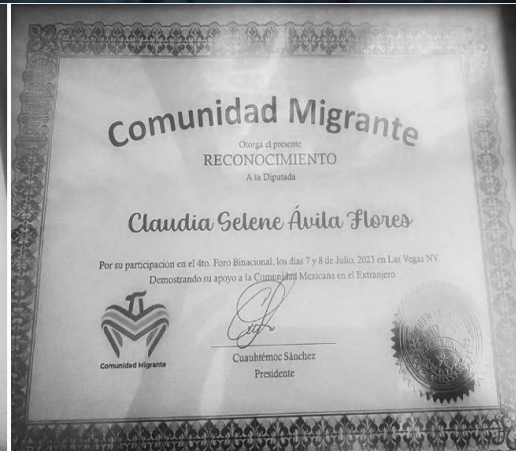 Comunidad Migrante
Otorga el presente
RECONOCIMIENTO
A la Diputada
Claudia Selene Ávila Flores
Por su participación en el 4to. Foro Binacional, los días 7 y 8 de Julio, 2023 en Las Vegas NV.
Demostrando su apoyo a la Comunidad Mexicana en el Extranjero
Comunidad Migrante
Cuauhtémoc Sánchez
Presidente